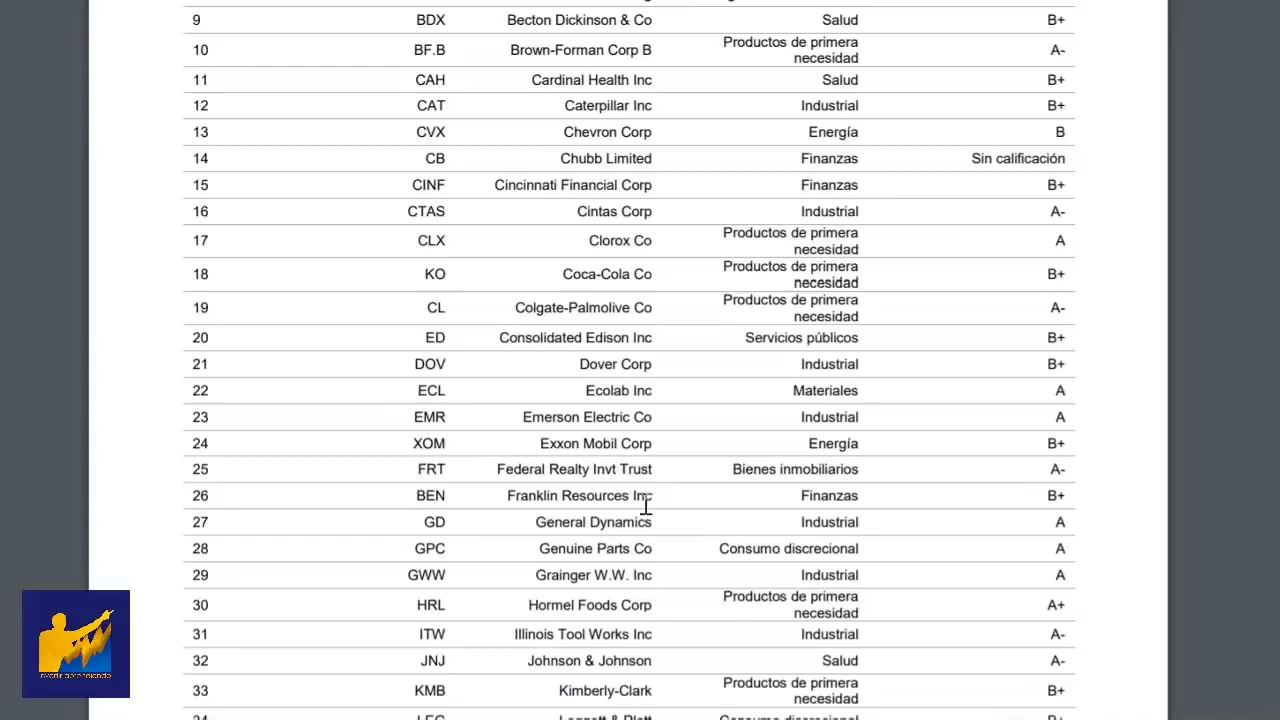 9 BDX Becton Dickinson & Co Salud B+
10 BF.B Brown-Forman Corp B Productos de primera necesidad A-
11 CAH Cardinal Health Inc Salud B+
12 CAT Caterpillar Inc Industrial B+
13 CVX Chevron Corp Energía B
14 CB Chubb Limited Finanzas Sin calificación
15 CINF Cincinnati Financial Corp Finanzas B+
16 CTAS Cintas Corp Industrial A-
17 CLX Clorox Co Productos de primera necesidad A
18 KO Coca-Cola Co Productos de primera necesidad B+
19 CL Colgate-Palmolive Co Productos de primera necesidad A-
20 ED Consolidated Edison Inc Servicios públicos B+
21 DOV Dover Corp Industrial B+
22 ECL Ecolab Inc Materiales A
23 EMR Emerson Electric Co Industrial A
24 XOM Exxon Mobil Corp Energía B+
25 FRT Federal Realty Invt Trust Bienes inmobiliarios A-
26 BEN Franklin Resources Inc Finanzas B+
27 GD General Dynamics Industrial A
28 GPC Genuine Parts Co Consumo discrecional A
29 GWW Grainger W.W. Inc Industrial A
30 HRL Hormel Foods Corp Productos de primera necesidad A+
31 ITW Illinois Tool Works Inc Industrial A-
32 JNJ Johnson & Johnson Salud A-
33 KMB Kimberly-Clark Productos de primera necesidad B+
invertir aprendiendo